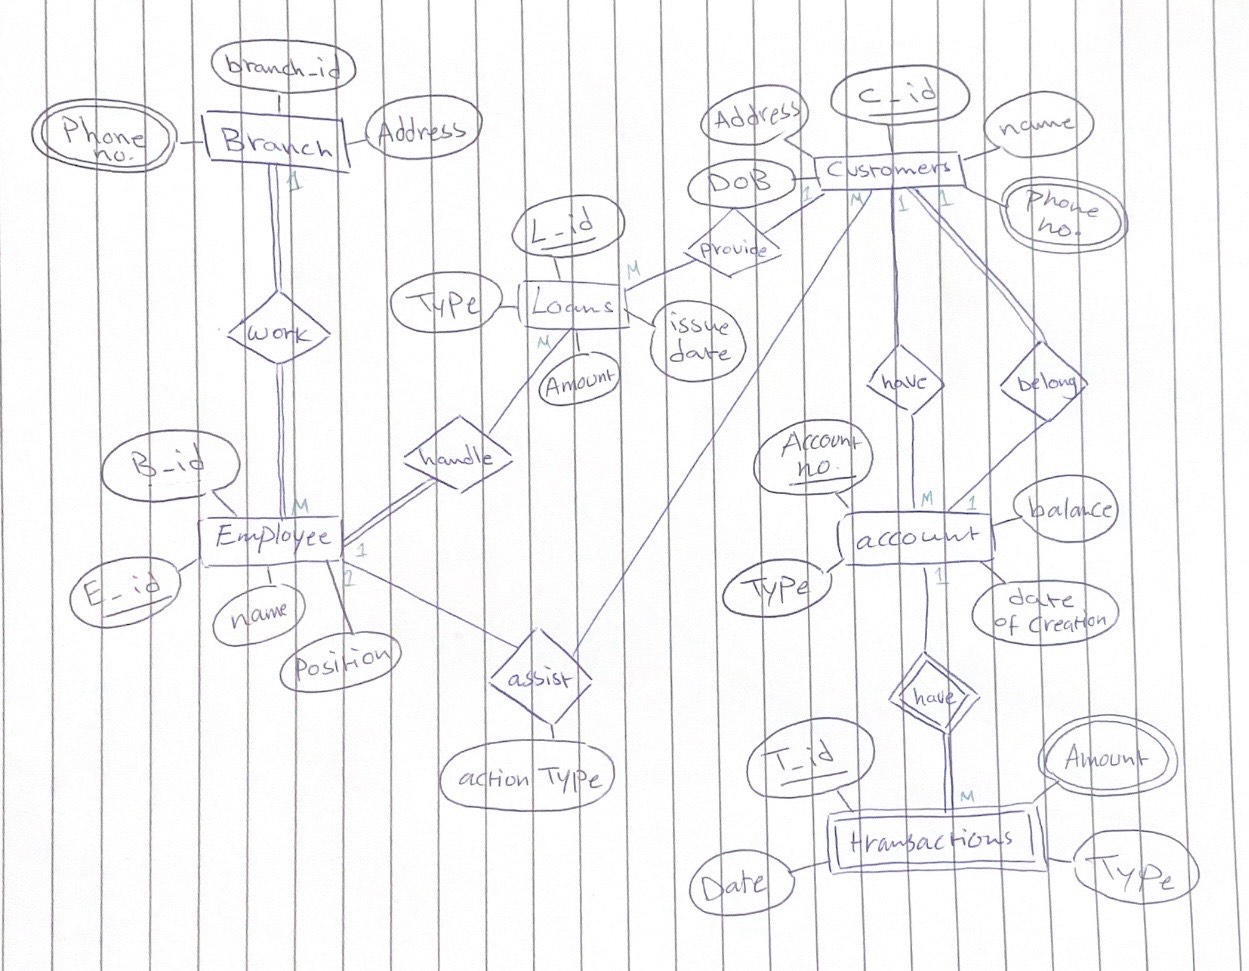 branch_id
Phone
no.
Branch
Address
1
work
M
B_id
Employee
E_id
name
Position
1
2
L_id
Type
Loans
M
issue
date
M
Amount
handle
assist
action Type
Address
C_id
name
DoB
Customers
Phone
no.
1
M
1
1
Provide
have
belong
Account
no.
M
1
balance
account
Type
1
date
of Creation
have
T_id
M
Amount
transactions
Date
Type